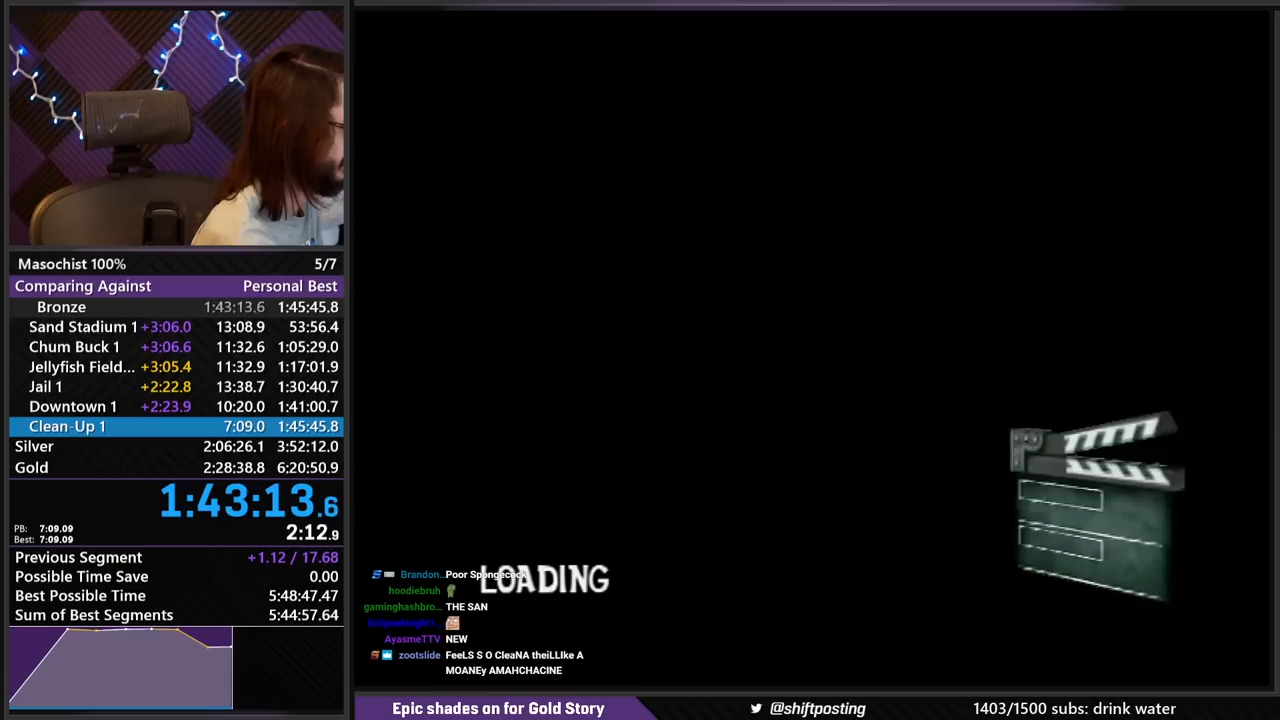 Masochist 100% 5/7
Comparing Against Personal Best
Bronze 1:43:13.6 1:45:45.8
Sand Stadium 1 +3:06.0 13:08.9 53:56.4
Chum Buck 1 +3:06.6 11:32.6 1:05:29.0
Jellyfish Field... +3:05.4 11:32.9 1:17:01.9
Jail 1 +2:22.8 13:38.7 1:30:40.7
Downtown 1 +2:23.9 10:20.0 1:41:00.7
Clean-Up 1 7:09.0 1:45:45.8
Silver 2:06:26.1 3:52:12.0
Gold 2:28:38.8 6:20:50.9
1:43:13.6
PB: 7:09.09
Best: 7:09.09
2:12.9
Previous Segment +1.12 / 17.68
Possible Time Save 0.00
Best Possible Time 5:48:47.47
Sum of Best Segments 5:44:57.64
LOADING
Brandon... Poor Spongecock
hoodiebruh
gaminghashbro... THE SAN
AyasmeTTV NEW
zootslide FeeLS S O CleaNA theiLLIke A
MOANEy AMAHCHACINE
Epic shades on for Gold Story
@shiftposting
1403/1500 subs: drink water